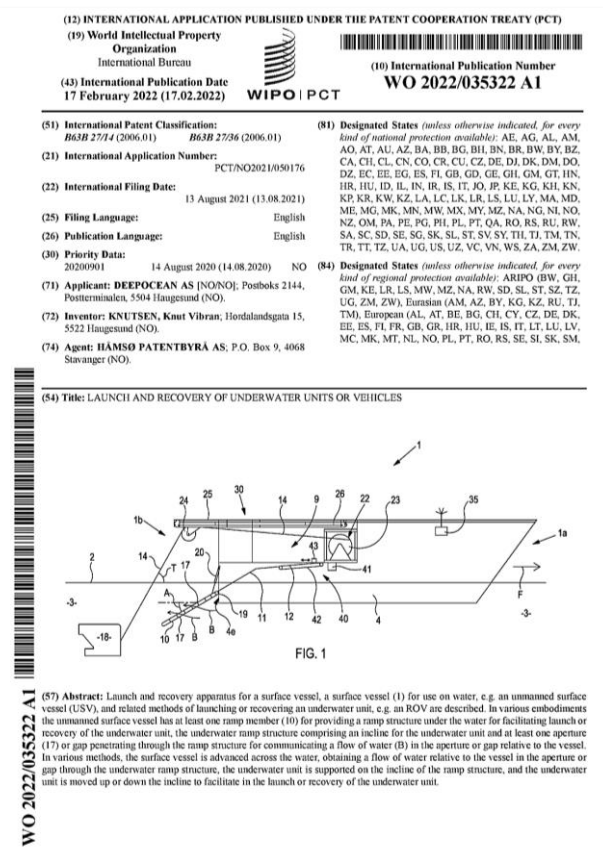 (12) INTERNATIONAL APPLICATION PUBLISHED UNDER THE PATENT COOPERATION TREATY (PCT)
(19) World Intellectual Property
Organization
International Bureau
(43) International Publication Date
17 February 2022 (17.02.2022)
WIPO | PCT
(10) International Publication Number
WO 2022/035322 A1
(51) International Patent Classification:
B63B 27/14 (2006.01) B63B 27/36 (2006.01)
(21) International Application Number:
PCT/NO2021/050176
(22) International Filing Date:
13 August 2021 (13.08.2021)
(25) Filing Language: English
(26) Publication Language: English
(30) Priority Data:
20200901 14 August 2020 (14.08.2020) NO
(71) Applicant: DEEPOCEAN AS [NO/NO]; Postboks 2144,
Postterminalen, 5504 Haugesund (NO).
(72) Inventor: KNUTSEN, Knut Vibran; Hordalandsgata 15,
5522 Haugesund (NO).
(74) Agent: HÅMSØ PATENTBYRÅ AS; P.O. Box 9, 4068
Stavanger (NO).
(81) Designated States (unless otherwise indicated, for every
kind of national protection available): AE, AG, AL, AM,
AO, AT, AU, AZ, BA, BB, BG, BH, BN, BR, BW, BY, BZ,
CA, CH, CL, CN, CO, CR, CU, CZ, DE, DJ, DK, DM, DO,
DZ, EC, EE, EG, ES, FI, GB, GD, GE, GH, GM, GT, HN,
HR, HU, ID, IL, IN, IR, IS, IT, JO, JP, KE, KG, KH, KN,
KP, KR, KW, KZ, LA, LC, LK, LR, LS, LU, LY, MA, MD,
ME, MG, MK, MN, MW, MX, MY, MZ, NA, NG, NI, NO,
NZ, OM, PA, PE, PG, PH, PL, PT, QA, RO, RS, RU, RW,
SA, SC, SD, SE, SG, SK, SL, ST, SV, SY, TH, TJ, TM, TN,
TR, TT, TZ, UA, UG, US, UZ, VC, VN, WS, ZA, ZM, ZW.
(84) Designated States (unless otherwise indicated, for every
kind of regional protection available): ARIPO (BW, GH,
GM, KE, LR, LS, MW, MZ, NA, RW, SD, SL, ST, SZ, TZ,
UG, ZM, ZW), Eurasian (AM, AZ, BY, KG, KZ, RU, TJ,
TM), European (AL, AT, BE, BG, CH, CY, CZ, DE, DK,
EE, ES, FI, FR, GB, GR, HR, HU, IE, IS, IT, LT, LU, LV,
MC, MK, MT, NL, NO, PL, PT, RO, RS, SE, SI, SK, SM,
(54) Title: LAUNCH AND RECOVERY OF UNDERWATER UNITS OR VEHICLES
1
24 25 30 14 9 26 22 23 35
1b
1a
2 14 T 17 20 43 41
-3- A F
-18-
10 17 B B 4e 19 11 12 42 40 4 -3-
FIG. 1
(57) Abstract: Launch and recovery apparatus for a surface vessel, a surface vessel (1) for use on water, e.g. an unmanned surface
vessel (USV), and related methods of launching or recovering an underwater unit, e.g. an ROV are described. In various embodiments
the unmanned surface vessel has at least one ramp member (10) for providing a ramp structure under the water for facilitating launch or
recovery of the underwater unit, the underwater ramp structure comprising an incline for the underwater unit and at least one aperture
(17) or gap penetrating through the ramp structure for communicating a flow of water (B) in the aperture or gap relative to the vessel.
In various methods, the surface vessel is advanced across the water, obtaining a flow of water relative to the vessel in the aperture or
gap through the underwater ramp structure, the underwater unit is supported on the incline of the ramp structure, and the underwater
unit is moved up or down the incline to facilitate in the launch or recovery of the underwater unit.
WO 2022/035322 A1